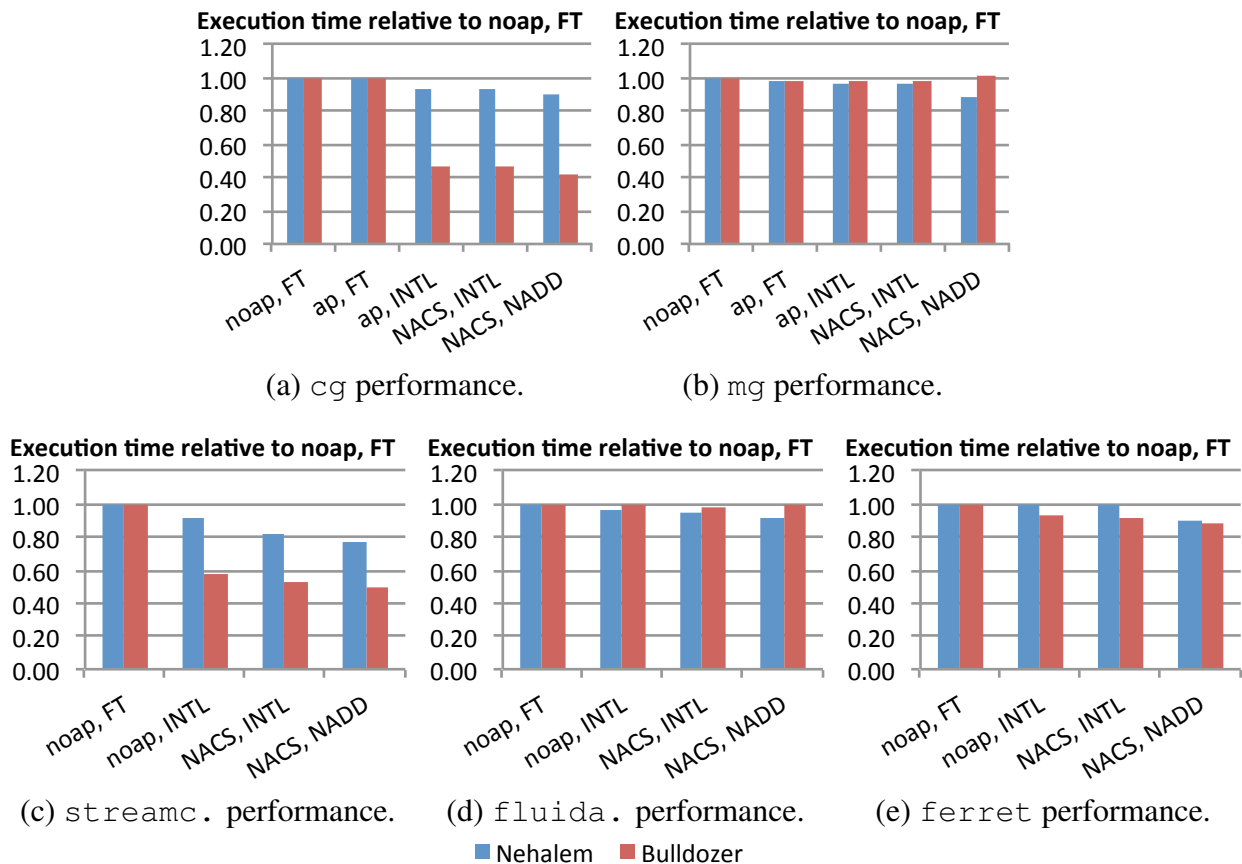 Execution time relative to noap, FT
1.20
1.00
0.80
0.60
0.40
0.20
0.00
noap, FT
ap, FT
ap, INTL
NACS, INTL
NACS, NADD
(a) cg performance.
Execution time relative to noap, FT
1.20
1.00
0.80
0.60
0.40
0.20
0.00
noap, FT
ap, FT
ap, INTL
NACS, INTL
NACS, NADD
(b) mg performance.
Execution time relative to noap, FT
1.20
1.00
0.80
0.60
0.40
0.20
0.00
noap, FT
noap, INTL
NACS, INTL
NACS, NADD
(c) streamc. performance.
Execution time relative to noap, FT
1.20
1.00
0.80
0.60
0.40
0.20
0.00
noap, FT
noap, INTL
NACS, INTL
NACS, NADD
(d) fluida. performance.
Execution time relative to noap, FT
1.20
1.00
0.80
0.60
0.40
0.20
0.00
noap, FT
noap, INTL
NACS, INTL
NACS, NADD
(e) ferret performance.
Nehalem Bulldozer